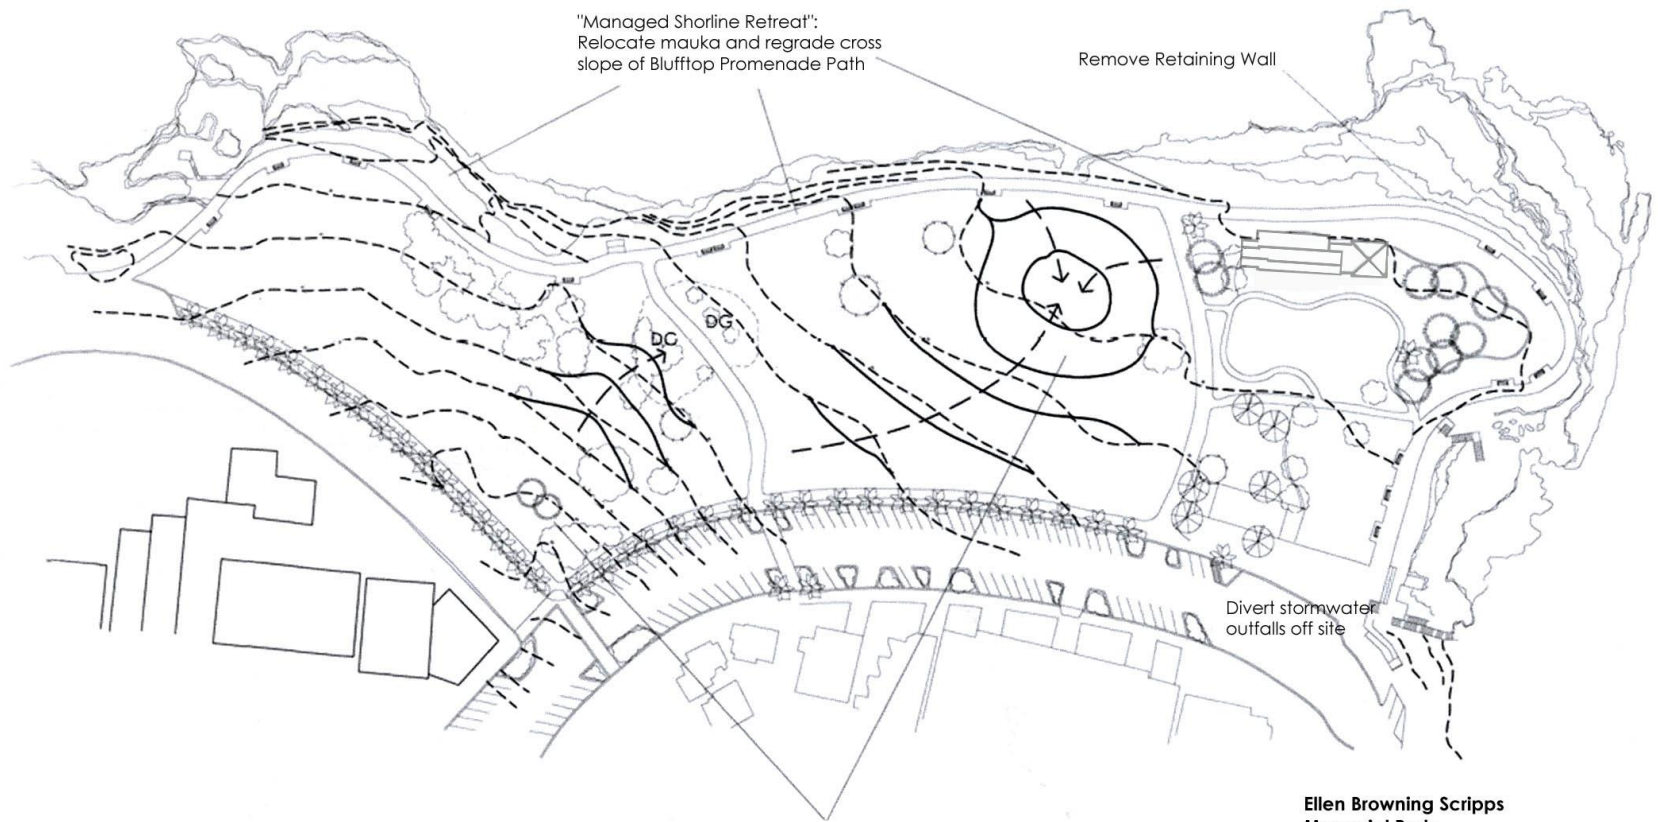 "Managed Shorline Retreat":
Relocate mauka and regrade cross
slope of Blufftop Promenade Path
Remove Retaining Wall
DG
DG
Divert stormwater
outfalls off site
Ellen Browning Scripps